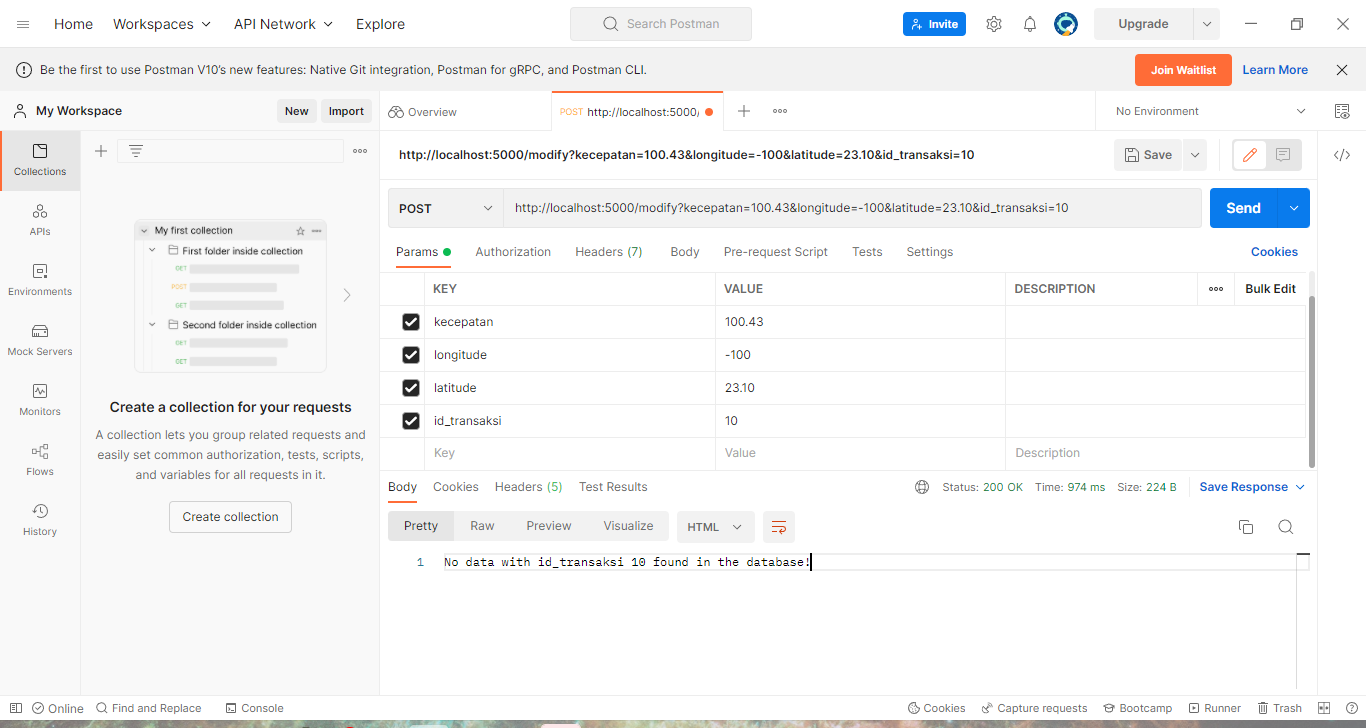 Home Workspaces API Network Explore Search Postman Invite Upgrade
Be the first to use Postman V10's new features: Native Git integration, Postman for gRPC, and Postman CLI. Join Waitlist Learn More
My Workspace New Import Overview POST http://localhost:5000/ No Environment
Collections
APIs
Environments
Mock Servers
Monitors
Flows
History
My first collection
First folder inside collection
GET
POST
GET
Second folder inside collection
GET
GET
Create a collection for your requests
A collection lets you group related requests and
easily set common authorization, tests, scripts,
and variables for all requests in it.
Create collection
http://localhost:5000/modify?kecepatan=100.43&longitude=-100&latitude=23.10&id_transaksi=10 Save
POST http://localhost:5000/modify?kecepatan=100.43&longitude=-100&latitude=23.10&id_transaksi=10 Send
Params Authorization Headers (7) Body Pre-request Script Tests Settings Cookies
KEY VALUE DESCRIPTION Bulk Edit
kecepatan 100.43
longitude -100
latitude 23.10
id_transaksi 10
Key Value Description
Body Cookies Headers (5) Test Results Status: 200 OK Time: 974 ms Size: 224 B Save Response
Pretty Raw Preview Visualize HTML
1 No data with id_transaksi 10 found in the database!
Online Find and Replace Console Cookies Capture requests Bootcamp Runner Trash